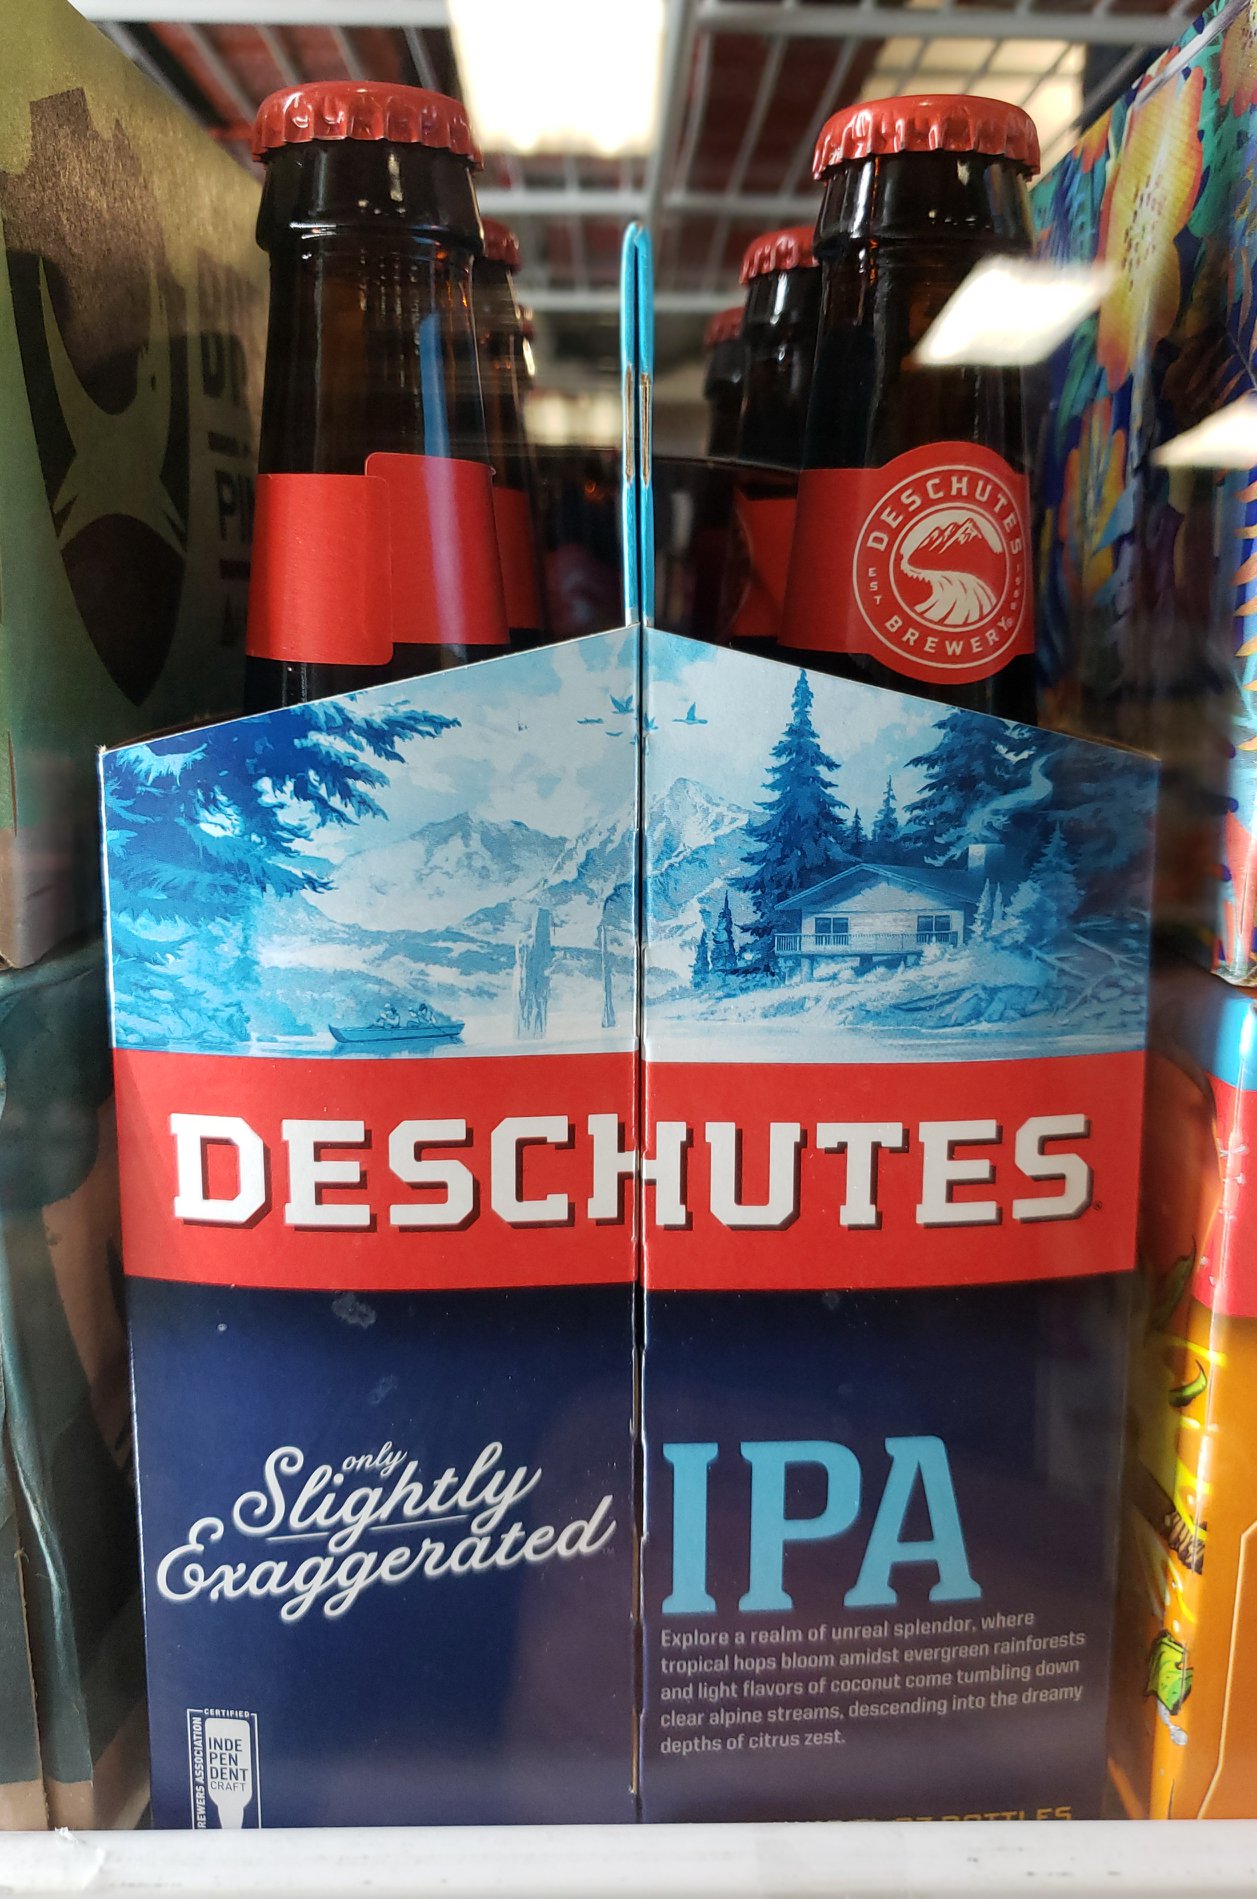 DESCHUTES
BREWERY
EST
DESCHUTES
only
Slightly
Exaggerated
IPA
Explore a realm of unreal splendor, where
tropical hops bloom amidst evergreen rainforests
and light flavors of coconut come tumbling down
clear alpine streams, descending into the dreamy
depths of citrus zest.
CERTIFIED
INDE
PEN
DENT
CRAFT
BOTTLES